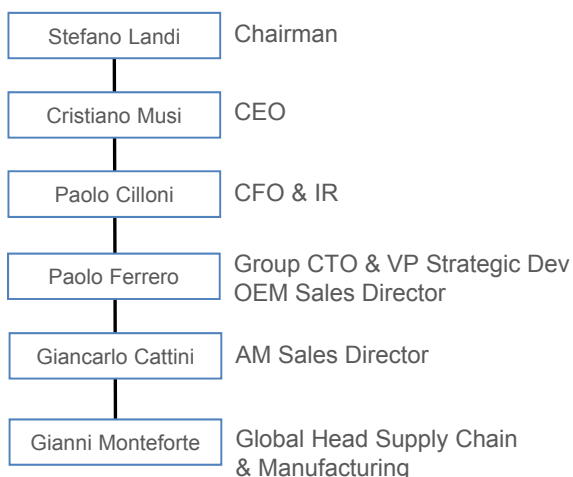 Stefano Landi
Chairman
Cristiano Musi
CEO
Paolo Cilloni
CFO & IR
Paolo Ferrero
Group CTO & VP Strategic Dev
OEM Sales Director
Giancarlo Cattini
AM Sales Director
Gianni Monteforte
Global Head Supply Chain
& Manufacturing